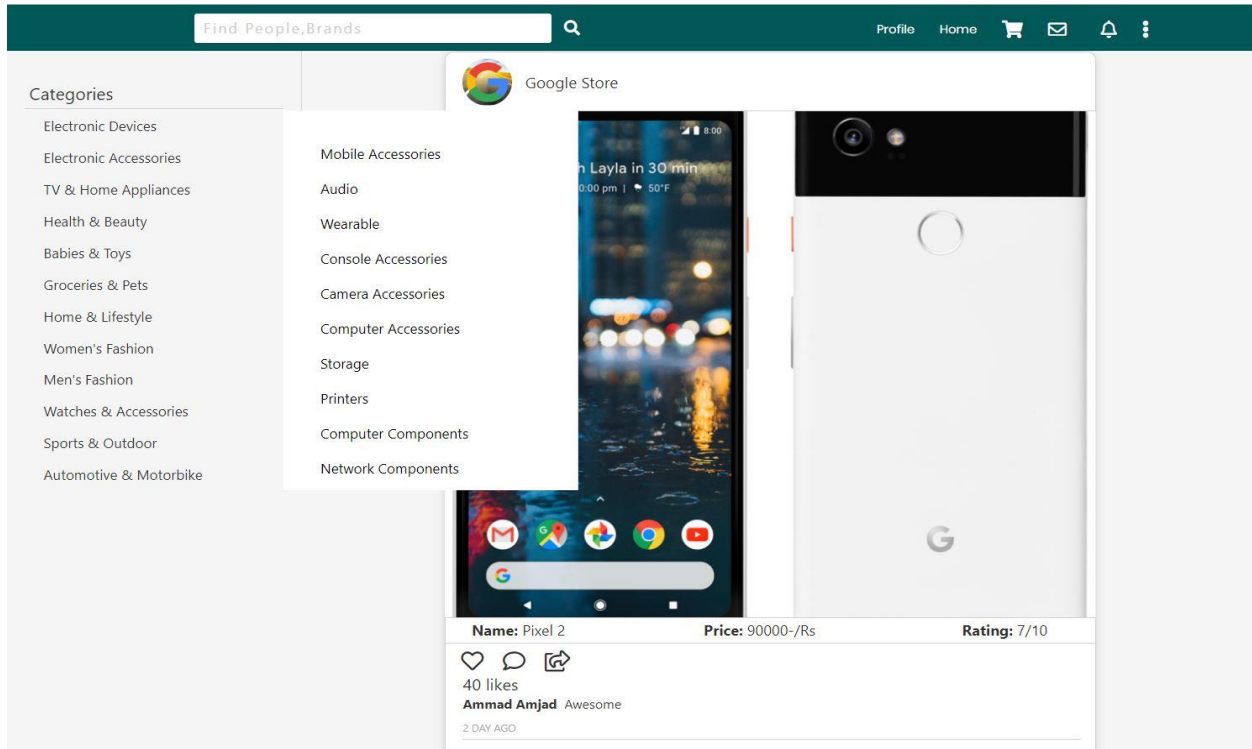 Find People,Brands
Profile Home
Categories
Electronic Devices
Electronic Accessories
TV & Home Appliances
Health & Beauty
Babies & Toys
Groceries & Pets
Home & Lifestyle
Women's Fashion
Men's Fashion
Watches & Accessories
Sports & Outdoor
Automotive & Motorbike
Mobile Accessories
Audio
Wearable
Console Accessories
Camera Accessories
Computer Accessories
Storage
Printers
Computer Components
Network Components
Google Store
8:00
h Layla in 30 min
0:00 pm | 50°F
G
Name: Pixel 2 Price: 90000-/Rs Rating: 7/10
40 likes
Ammad Amjad Awesome
2 DAY AGO